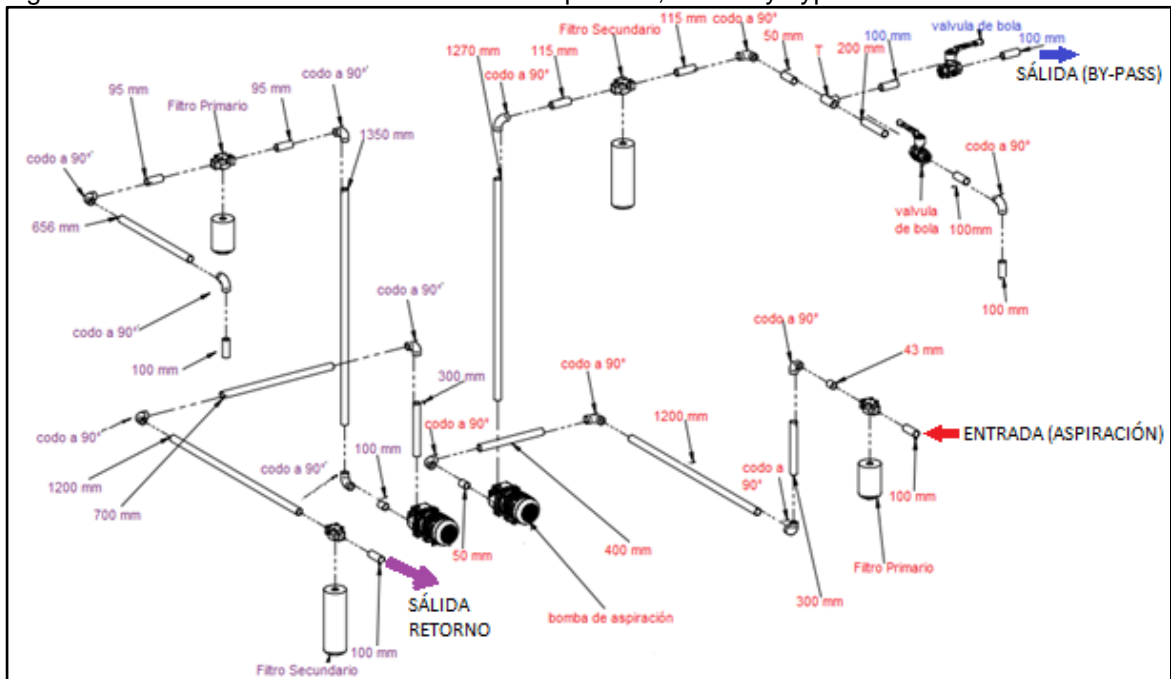 115 mm
codo a 90°
valvula de bola
Filtro Secundario
50 mm
T
100 mm
100 mm
1270 mm
115 mm
200 mm
SÁLIDA (BY-PASS)
codo a 90°
codo a 90°'
95 mm
95 mm
Filtro Primario
1350 mm
codo a 90°
codo a 90°'
valvula
de bola
100mm
656 mm
codo a 90°
codo a 90°'
100 mm
codo a 90°
100 mm
43 mm
codo a 90°
300 mm
1200 mm
codo a 90°
codo a 90°
ENTRADA (ASPIRACIÓN)
codo a 90°
100 mm
codo a
90°
100 mm
1200 mm
700 mm
50 mm
400 mm
Filtro Primario
300 mm
SÁLIDA
RETORNO
bomba de aspiración
100 mm
Filtro Secundario